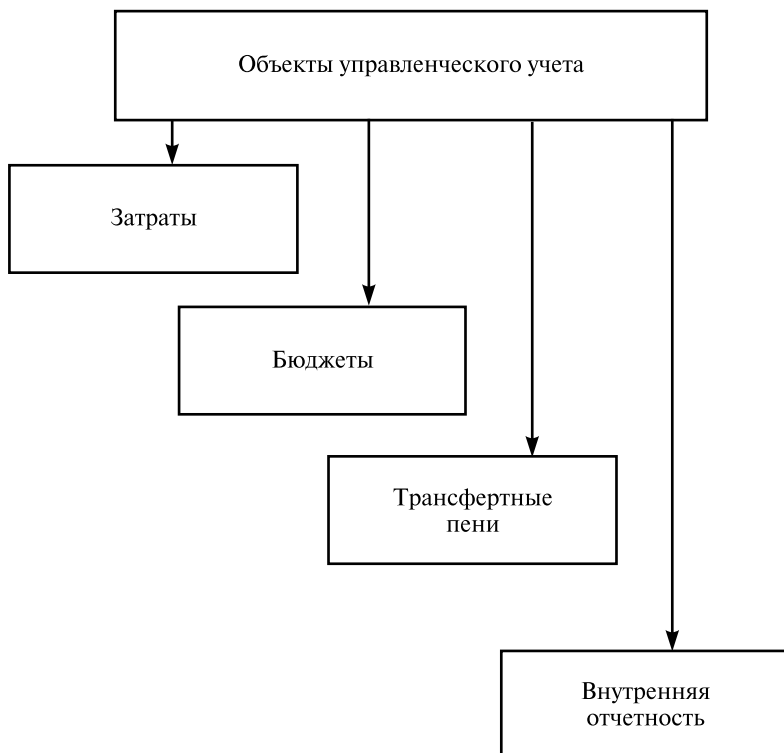 Объекты управленческого учета
Затраты
Бюджеты
Трансфертные
пени
Внутренняя
отчетность